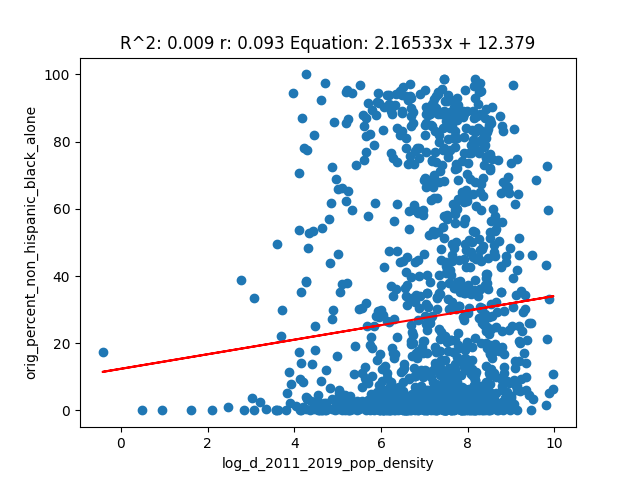 R^2: 0.009 r: 0.093 Equation: 2.16533x + 12.379
orig_percent_non_hispanic_black_alone
100
80
60
40
20
0
0 2 4 6 8 10
log_d_2011_2019_pop_density